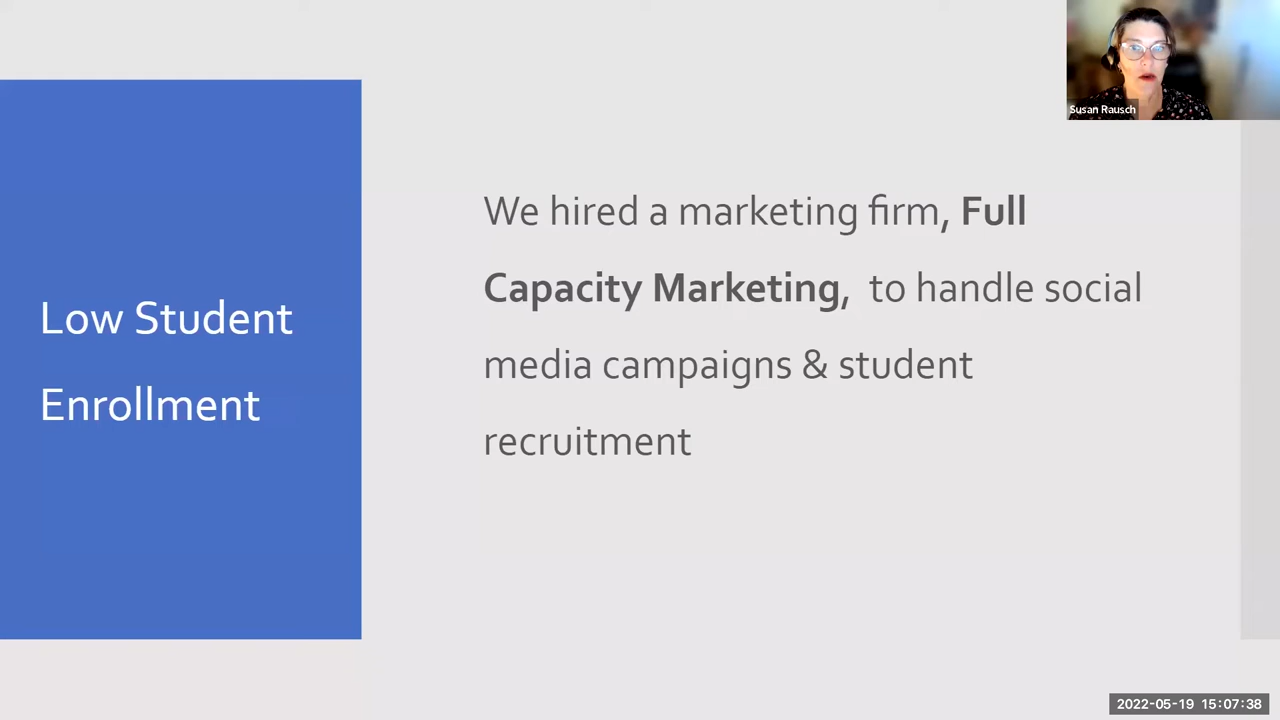 Susan Rausch
Low Student
Enrollment
We hired a marketing firm, Full
Capacity Marketing,  to handle social
media campaigns & student
recruitment
2022-05-19 15:07:38